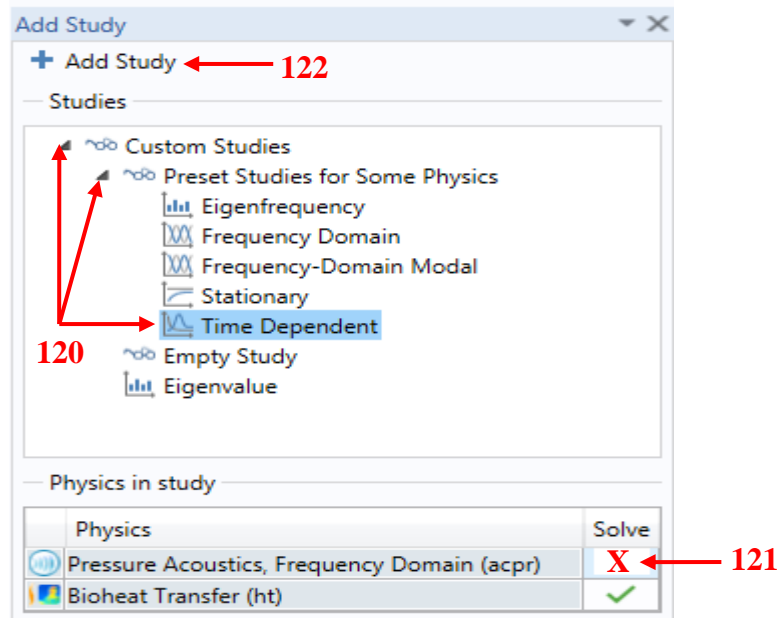 Add Study
Add Study 122
Studies
Custom Studies
Preset Studies for Some Physics
Eigenfrequency
Frequency Domain
Frequency-Domain Modal
Stationary
Time Dependent
120
Empty Study
Eigenvalue
Physics in study
Physics Solve
Pressure Acoustics, Frequency Domain (acpr) X 121
Bioheat Transfer (ht)